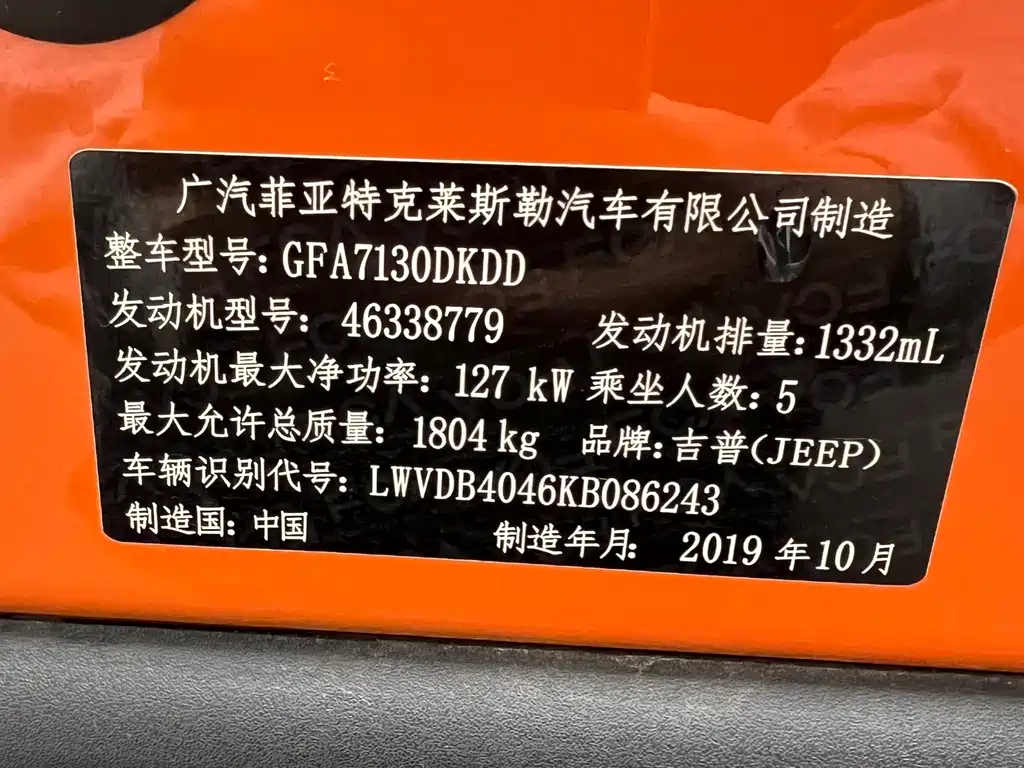 广汽菲亚特克莱斯勒汽车有限公司制造
整车型号: GFA7130DKDD
发动机型号: 46338779 发动机排量: 1332mL
发动机最大净功率: 127 kW 乘坐人数: 5
最大允许总质量: 1804 kg 品牌: 吉普(JEEP)
车辆识别代号: LWVDB4046KB086243
制造国: 中国 制造年月: 2019 年 10 月